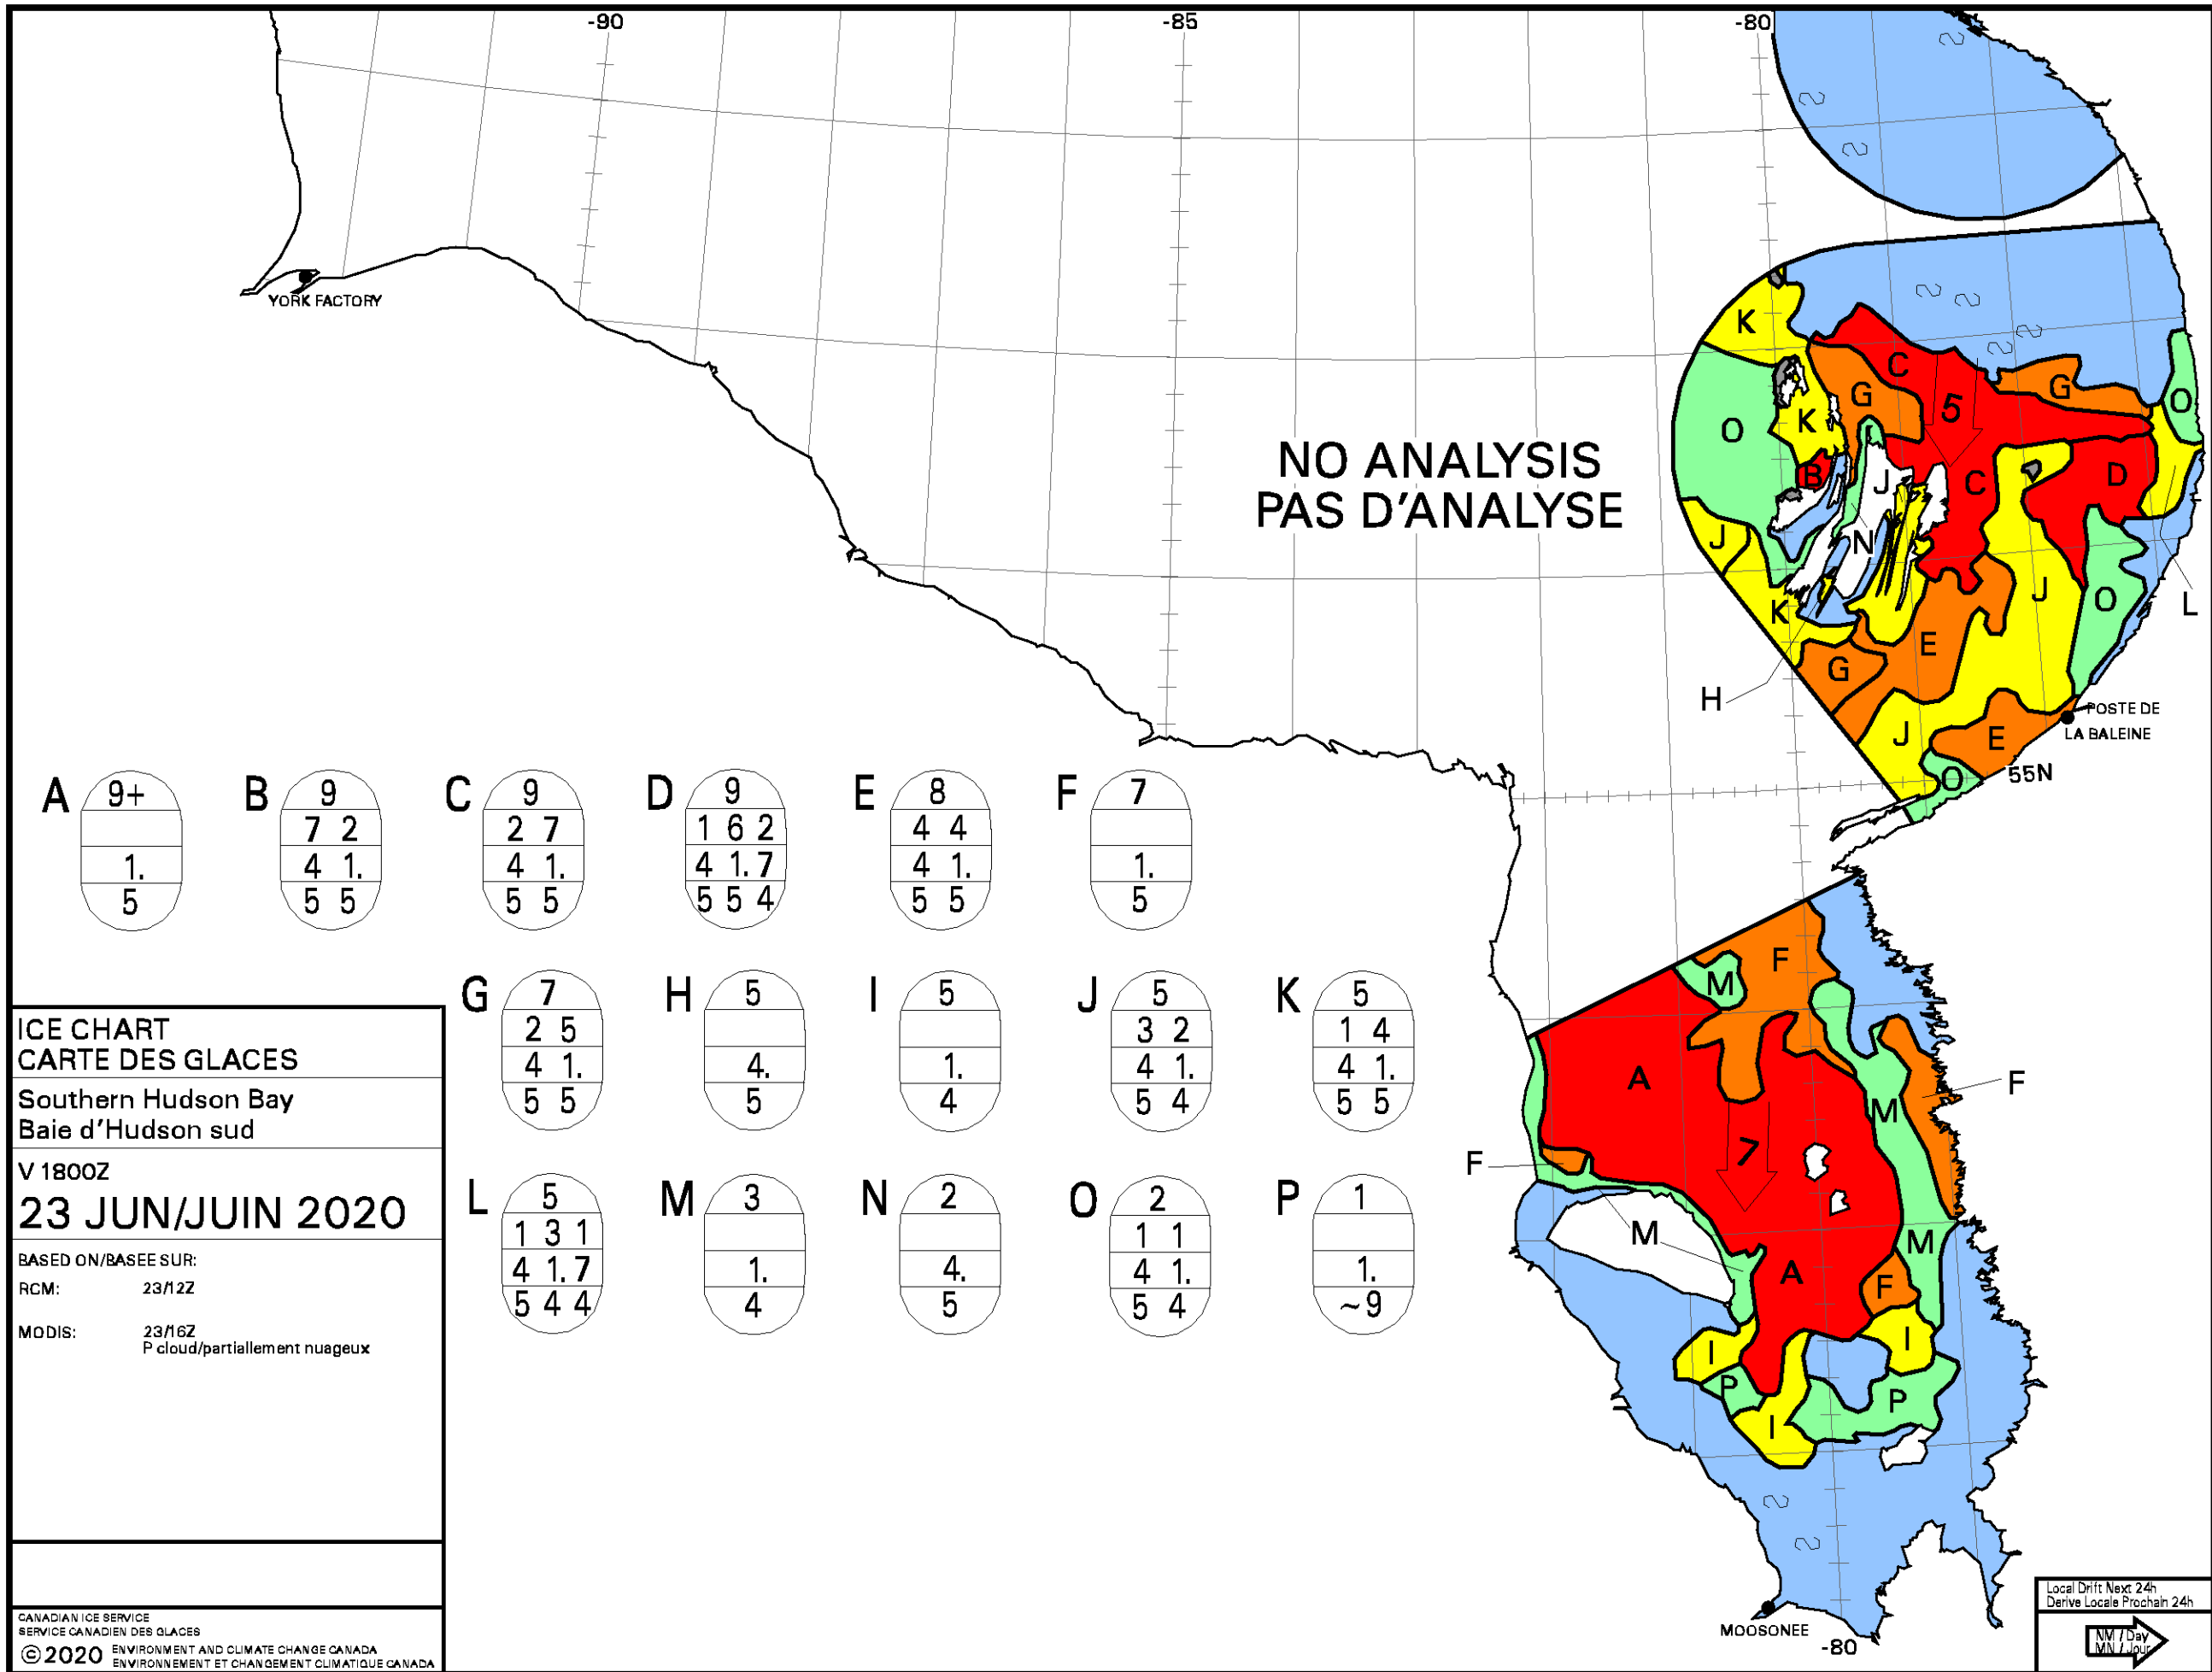 -90 -85 -80
YORK FACTORY
NO ANALYSIS
PAS D'ANALYSE
K
C
G
G
5
O
O
K
B
J
C
D
J
N
K
J
O
L
E
G
H
POSTE DE
LA BALEINE
J
E
O
55N
A 9+ 1. 5
B 9 7 2 4 1. 5 5
C 9 2 7 4 1. 5 5
D 9 1 6 2 4 1. 7 5 5 4
E 8 4 4 4 1. 5 5
F 7 1. 5
G 7 2 5 4 1. 5 5
H 5 4. 5
I 5 1. 4
J 5 3 2 4 1. 5 4
K 5 1 4 4 1. 5 5
L 5 1 3 1 4 1. 7 5 4 4
M 3 1. 4
N 2 4. 5
O 2 1 1 4 1. 5 4
P 1 1. ~9
F
M
A
F
M
7
F
M
M
A
F
I
I
P
P
I
MOOSONEE
-80
ICE CHART
CARTE DES GLACES
Southern Hudson Bay
Baie d'Hudson sud
V 1800Z
23 JUN/JUIN 2020
BASED ON/BASEE SUR:
RCM: 23/12Z
MODIS: 23/16Z
P cloud/partiallement nuageux
CANADIAN ICE SERVICE
SERVICE CANADIEN DES GLACES
© 2020 ENVIRONMENT AND CLIMATE CHANGE CANADA
ENVIRONNEMENT ET CHANGEMENT CLIMATIQUE CANADA
Local Drift Next 24h
Derive Locale Prochain 24h
NM / Day
MN / Jour